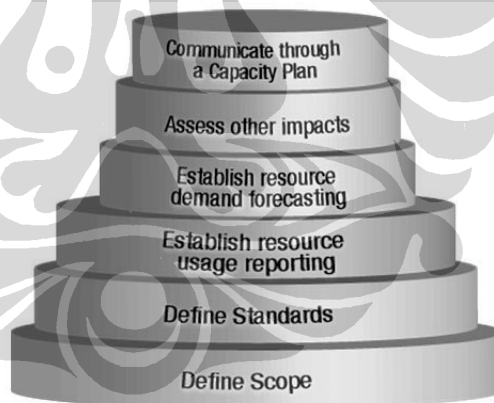 Communicate through
a Capacity Plan
Assess other impacts
Establish resource
demand forecasting
Establish resource
usage reporting
Define Standards
Define Scope